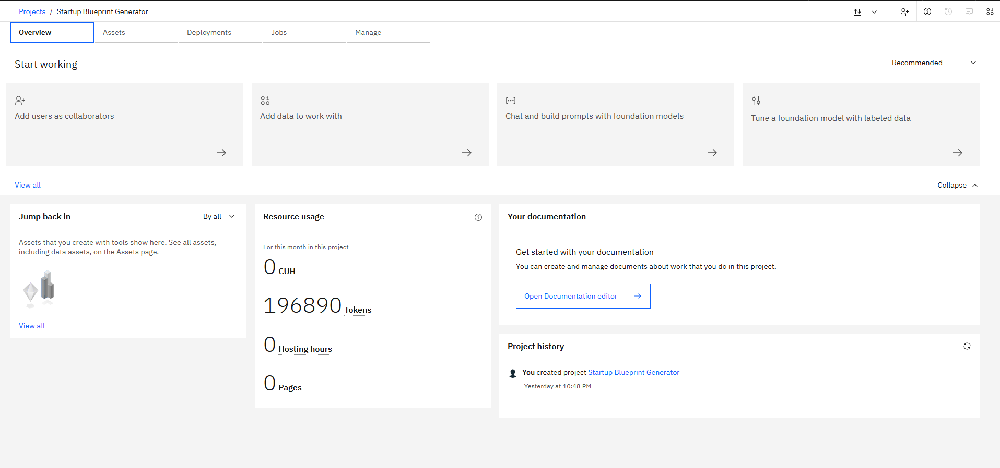 Projects / Startup Blueprint Generator
Overview
Assets
Deployments
Jobs
Manage
Start working
Recommended
Add users as collaborators
Add data to work with
Chat and build prompts with foundation models
Tune a foundation model with labeled data
View all
Collapse
Jump back in
By all
Assets that you create with tools show here. See all assets,
including data assets, on the Assets page.
View all
Resource usage
For this month in this project
0 CUH
196890 Tokens
0 Hosting hours
0 Pages
Your documentation
Get started with your documentation
You can create and manage documents about work that you do in this project.
Open Documentation editor
Project history
You created project Startup Blueprint Generator
Yesterday at 10:48 PM